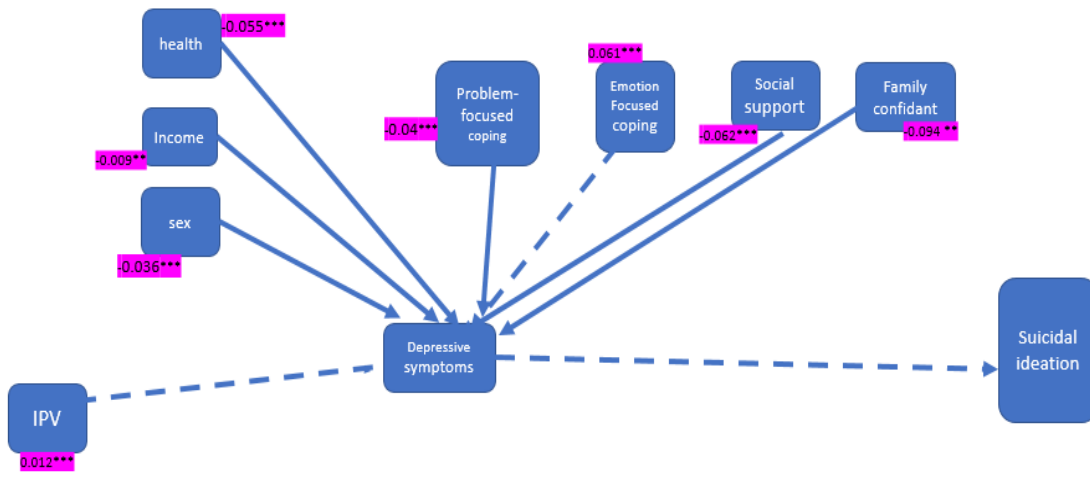 -0.055***
health
Income
-0.009**
sex
-0.036***
Problem-
focused
coping
-0.04***
0.061***
Emotion
Focused
coping
Social
support
-0.062***
Family
confidant
-0.094 **
Depressive
symptoms
Suicidal
ideation
IPV
0.012***